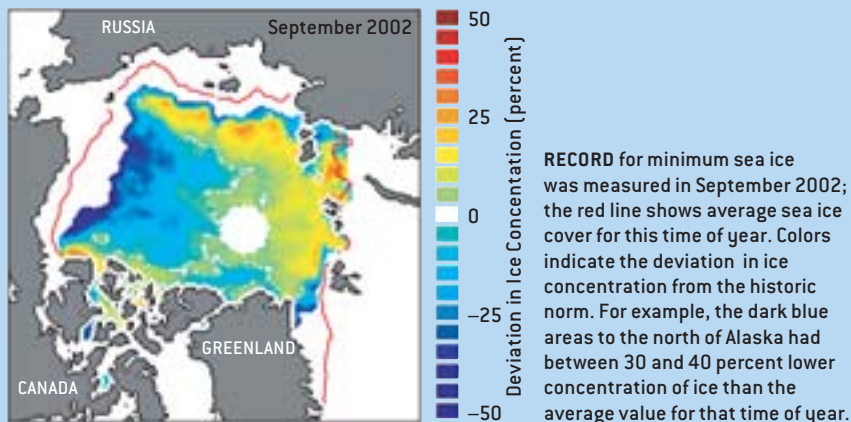 RUSSIA
September 2002
CANADA
GREENLAND
50
25
0
–25
–50
Deviation in Ice Concentation (percent)
RECORD for minimum sea ice
was measured in September 2002;
the red line shows average sea ice
cover for this time of year. Colors
indicate the deviation in ice
concentration from the historic
norm. For example, the dark blue
areas to the north of Alaska had
between 30 and 40 percent lower
concentration of ice than the
average value for that time of year.